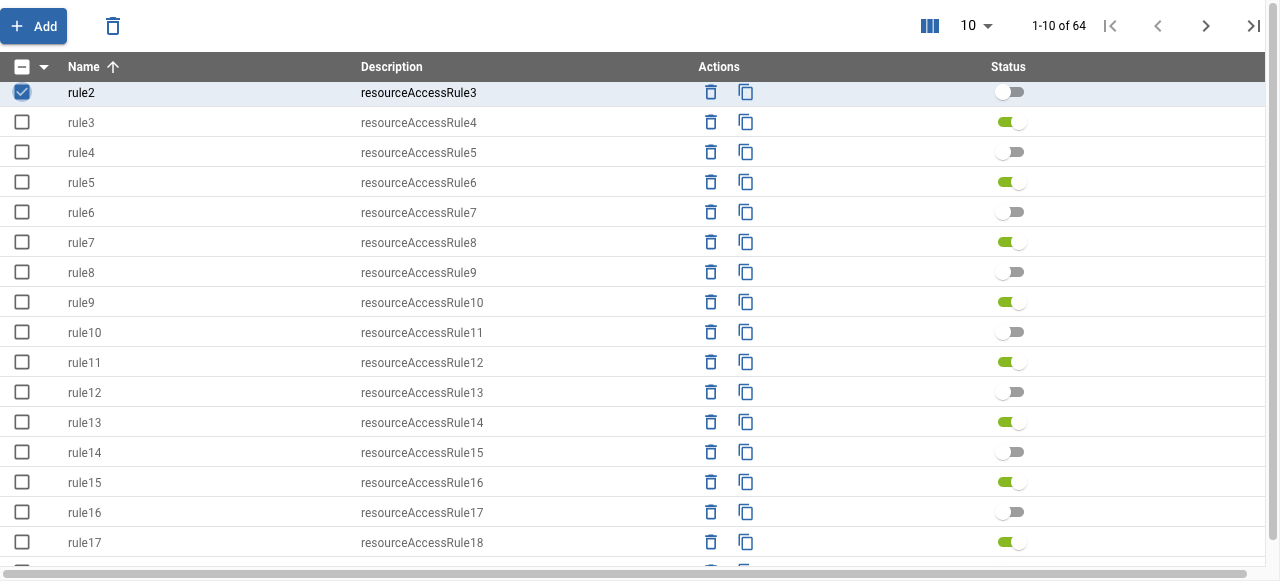 Add 10 1-10 of 64
Name Description Actions Status
rule2 resourceAccessRule3
rule3 resourceAccessRule4
rule4 resourceAccessRule5
rule5 resourceAccessRule6
rule6 resourceAccessRule7
rule7 resourceAccessRule8
rule8 resourceAccessRule9
rule9 resourceAccessRule10
rule10 resourceAccessRule11
rule11 resourceAccessRule12
rule12 resourceAccessRule13
rule13 resourceAccessRule14
rule14 resourceAccessRule15
rule15 resourceAccessRule16
rule16 resourceAccessRule17
rule17 resourceAccessRule18